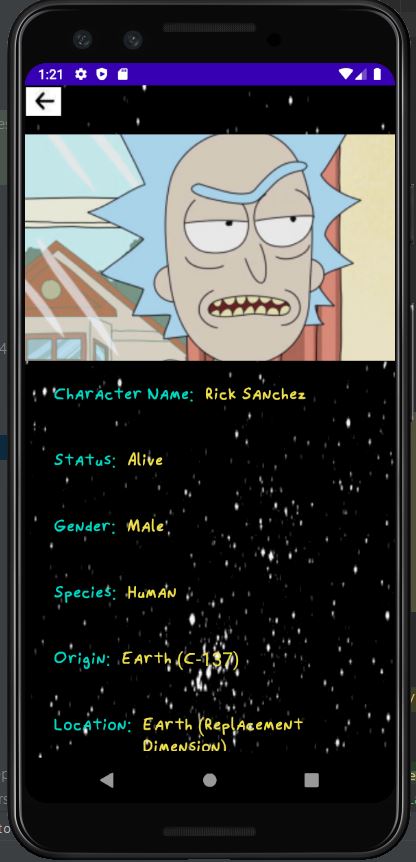 1:21
Character Name: Rick Sanchez
Status: Alive
Gender: Male
Species: Human
Origin: Earth (C-137)
Location: Earth (Replacement
Dimension)